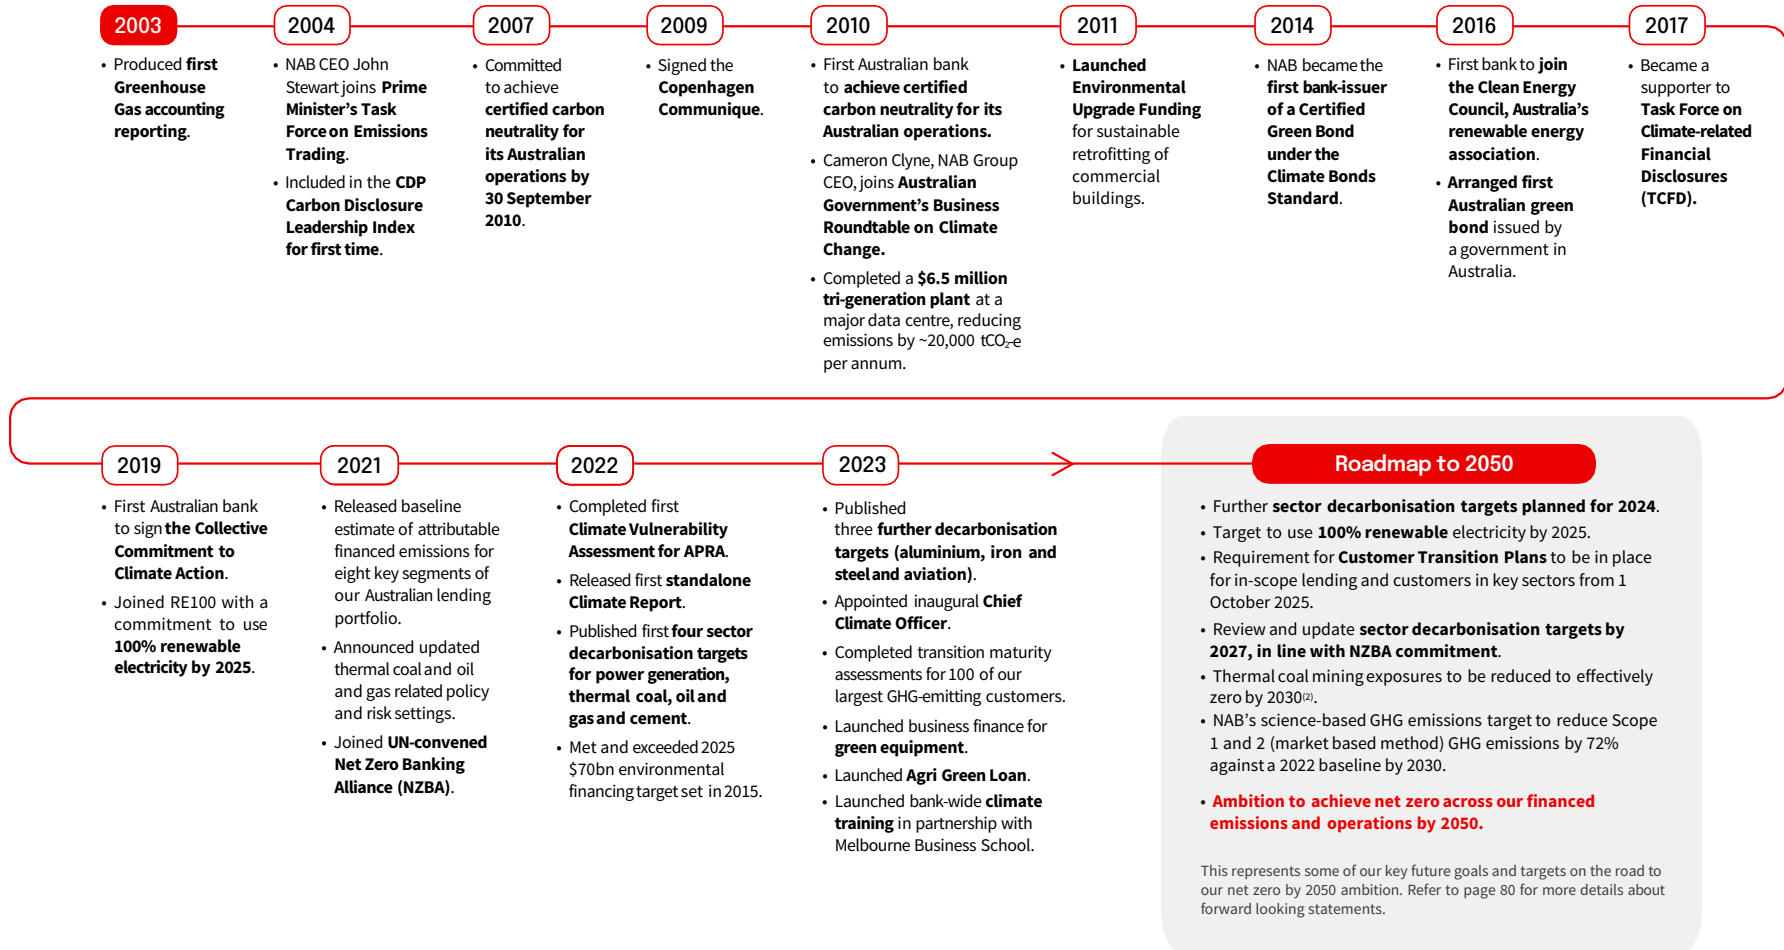 2003
• Produced first
Greenhouse
Gas accounting
reporting.
2004
• NAB CEO John
Stewart joins Prime
Minister's Task
Force on Emissions
Trading.
• Included in the CDP
Carbon Disclosure
Leadership Index
for first time.
2007
• Committed
to achieve
certified carbon
neutrality for
its Australian
operations by
30 September
2010.
2009
• Signed the
Copenhagen
Communique.
2010
• First Australian bank
to achieve certified
carbon neutrality for its
Australian operations.
• Cameron Clyne, NAB Group
CEO, joins Australian
Government's Business
Roundtable on Climate
Change.
• Completed a $6.5 million
tri-generation plant at a
major data centre, reducing
emissions by ~20,000 tCO₂-e
per annum.
2011
• Launched
Environmental
Upgrade Funding
for sustainable
retrofitting of
commercial
buildings.
2014
• NAB became the
first bank-issuer
of a Certified
Green Bond
under the
Climate Bonds
Standard.
2016
• First bank to join
the Clean Energy
Council, Australia's
renewable energy
association.
• Arranged first
Australian green
bond issued by
a government in
Australia.
2017
• Became a
supporter to
Task Force on
Climate-related
Financial
Disclosures
(TCFD).
2019
• First Australian bank
to sign the Collective
Commitment to
Climate Action.
• Joined RE100 with a
commitment to use
100% renewable
electricity by 2025.
2021
• Released baseline
estimate of attributable
financed emissions for
eight key segments of
our Australian lending
portfolio.
• Announced updated
thermal coal and oil
and gas related policy
and risk settings.
• Joined UN-convened
Net Zero Banking
Alliance (NZBA).
2022
• Completed first
Climate Vulnerability
Assessment for APRA.
• Released first standalone
Climate Report.
• Published first four sector
decarbonisation targets
for power generation,
thermal coal, oil and
gas and cement.
• Met and exceeded 2025
$70bn environmental
financing target set in 2015.
2023
• Published
three further decarbonisation
targets (aluminium, iron and
steel and aviation).
• Appointed inaugural Chief
Climate Officer.
• Completed transition maturity
assessments for 100 of our
largest GHG-emitting customers.
• Launched business finance for
green equipment.
• Launched Agri Green Loan.
• Launched bank-wide climate
training in partnership with
Melbourne Business School.
Roadmap to 2050
• Further sector decarbonisation targets planned for 2024.
• Target to use 100% renewable electricity by 2025.
• Requirement for Customer Transition Plans to be in place
for in-scope lending and customers in key sectors from 1
October 2025.
• Review and update sector decarbonisation targets by
2027, in line with NZBA commitment.
• Thermal coal mining exposures to be reduced to effectively
zero by 2030(2).
• NAB's science-based GHG emissions target to reduce Scope
1 and 2 (market based method) GHG emissions by 72%
against a 2022 baseline by 2030.
• Ambition to achieve net zero across our financed
emissions and operations by 2050.
This represents some of our key future goals and targets on the road to
our net zero by 2050 ambition. Refer to page 80 for more details about
forward looking statements.